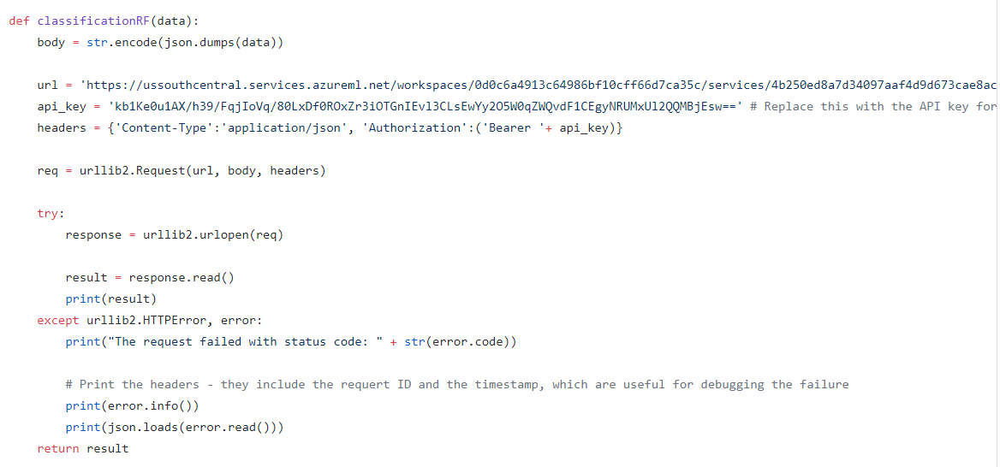 def classificationRF(data):
    body = str.encode(json.dumps(data))
    url = 'https://ussouthcentral.services.azureml.net/workspaces/0d0c6a4913c64986bf10cff66d7ca35c/services/4b250ed8a7d34097aaf4d9d673cae8ac
    api_key = 'kb1Ke0u1AX/h39/FqjIoVq/80LxDf0ROxZr3iOTGnIEvl3CLsEwYy2O5W0qZWQvdF1CEgyNRUMxUl2QQMBjEsw==' # Replace this with the API key for
    headers = {'Content-Type':'application/json', 'Authorization':('Bearer '+ api_key)}
    req = urllib2.Request(url, body, headers)
    try:
        response = urllib2.urlopen(req)
        result = response.read()
        print(result)
    except urllib2.HTTPError, error:
        print("The request failed with status code: " + str(error.code))
        # Print the headers - they include the requert ID and the timestamp, which are useful for debugging the failure
        print(error.info())
        print(json.loads(error.read()))
    return result